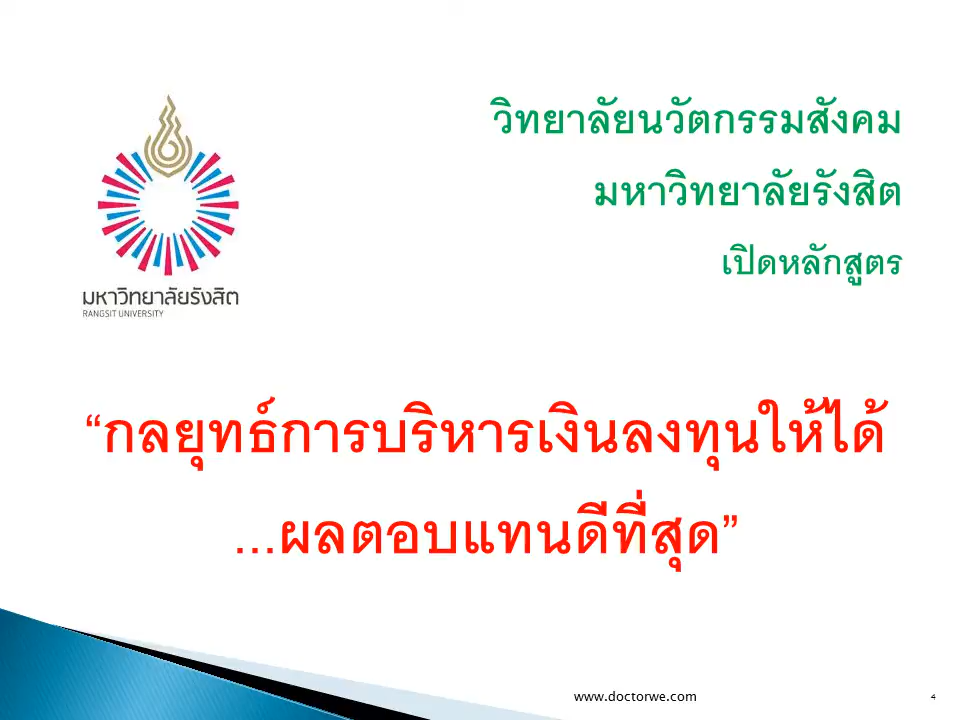 วิทยาลัยนวัตกรรมสังคม
มหาวิทยาลัยรังสิต
เปิดหลักสูตร
มหาวิทยาลัยรังสิต
RANGSIT UNIVERSITY
“กลยุทธ์การบริหารเงินลงทุนให้ได้
...ผลตอบแทนดีที่สุด”
www.doctorwe.com
4